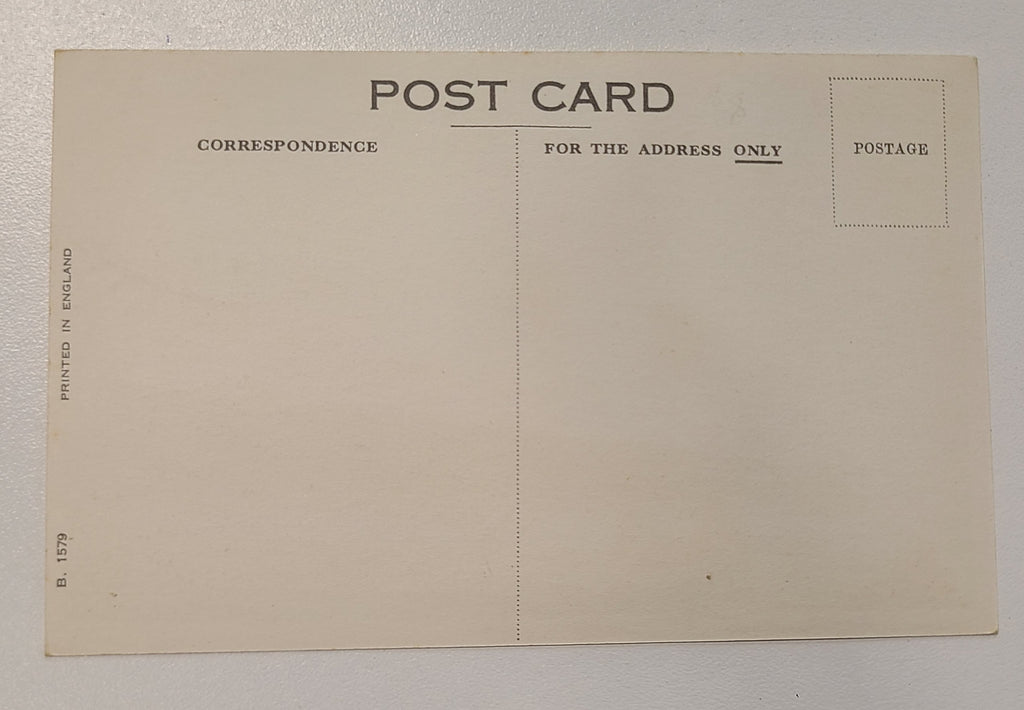 POST CARD
CORRESPONDENCE
FOR THE ADDRESS ONLY
POSTAGE
PRINTED IN ENGLAND
B. 1579